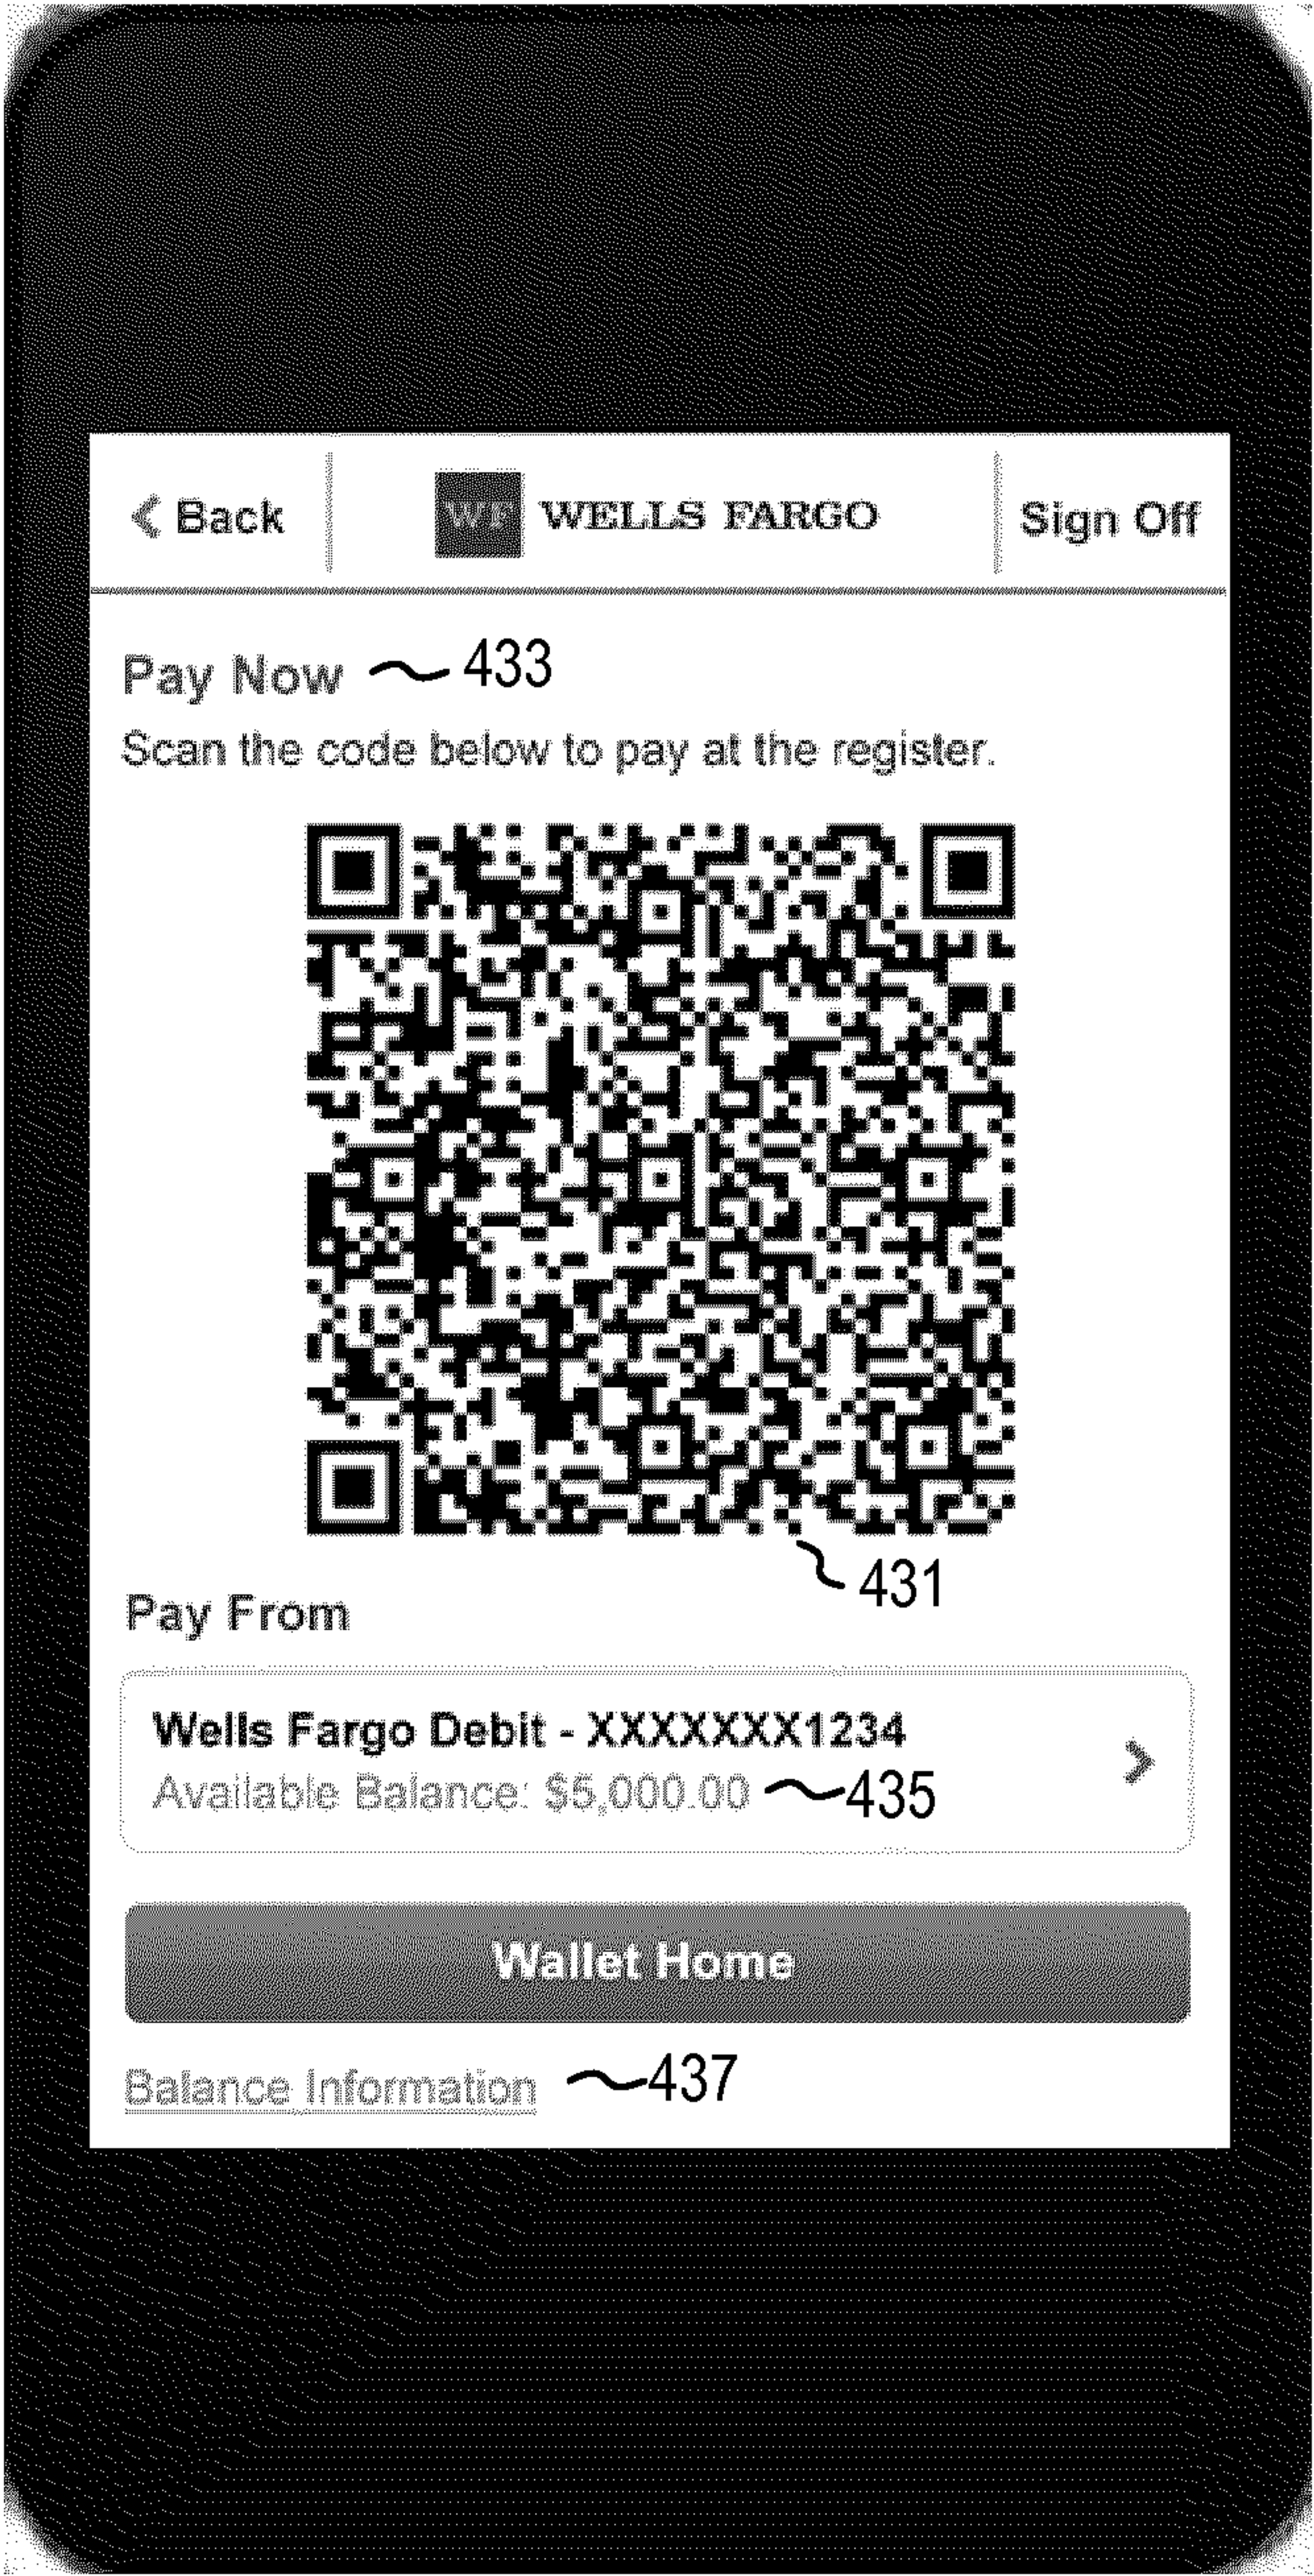 Back WF WELLS FARGO Sign Off
Pay Now 433
Scan the code below to pay at the register.
431
Pay From
Wells Fargo Debit - XXXXXXX1234
Available Balance: $5,000.00 435
Wallet Home
Balance Information 437